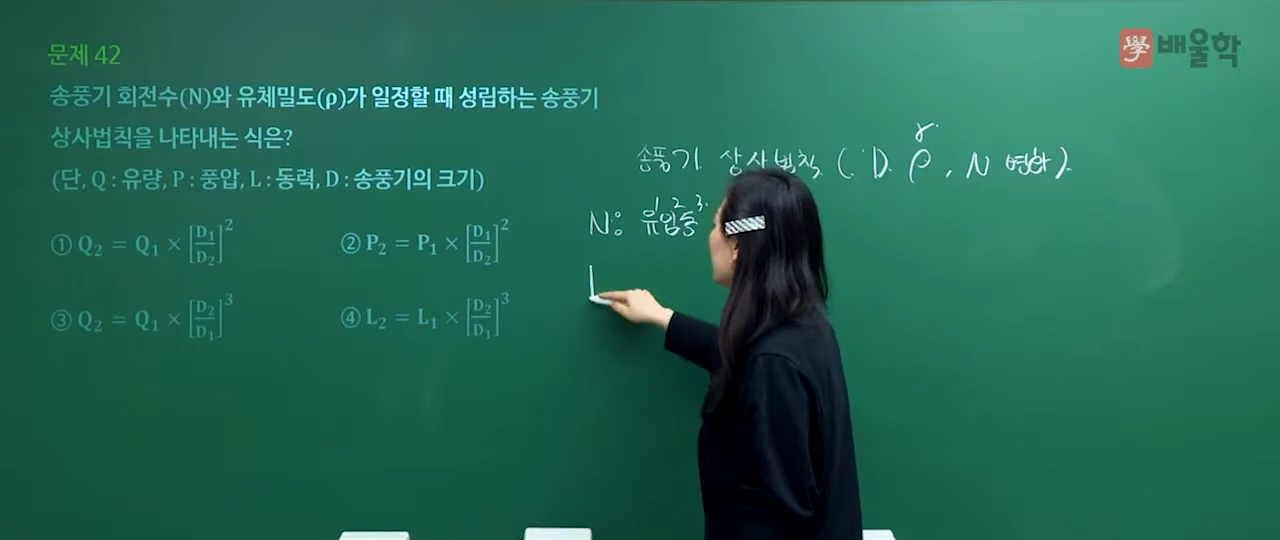 문제 42
송풍기 회전수(N)와 유체밀도(ρ)가 일정할 때 성립하는 송풍기
상사법칙을 나타내는 식은?
(단, Q : 유량, P : 풍압, L : 동력, D : 송풍기의 크기)
① Q₂ = Q₁ × [D₁/D₂]²
② P₂ = P₁ × [D₁/D₂]²
③ Q₂ = Q₁ × [D₂/D₁]³
④ L₂ = L₁ × [D₂/D₁]³
學 배울학
γ
송풍기 상사법칙 ( D. ρ, N 변화)
1 2 3
N: 유압동